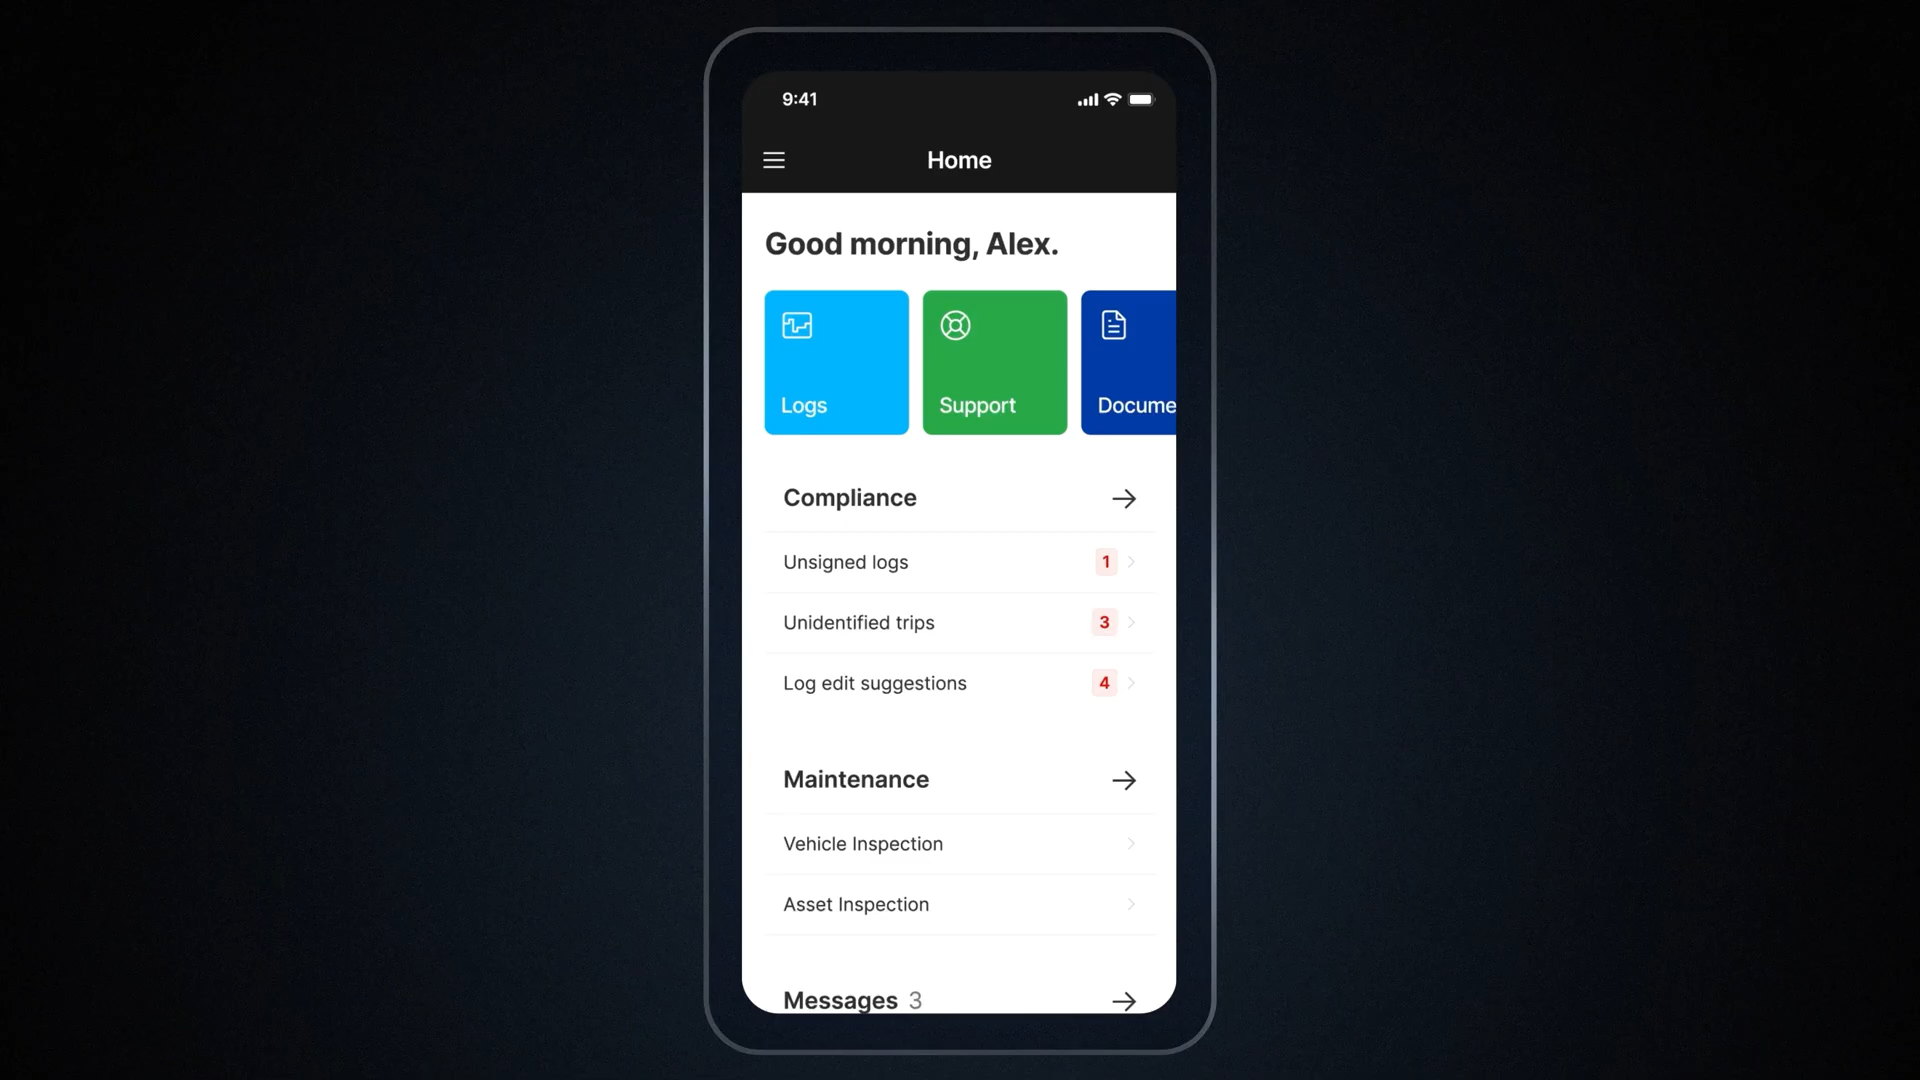 9:41
Home
Good morning, Alex.
Logs
Support
Docume
Compliance
Unsigned logs 1
Unidentified trips 3
Log edit suggestions 4
Maintenance
Vehicle Inspection
Asset Inspection
Messages 3